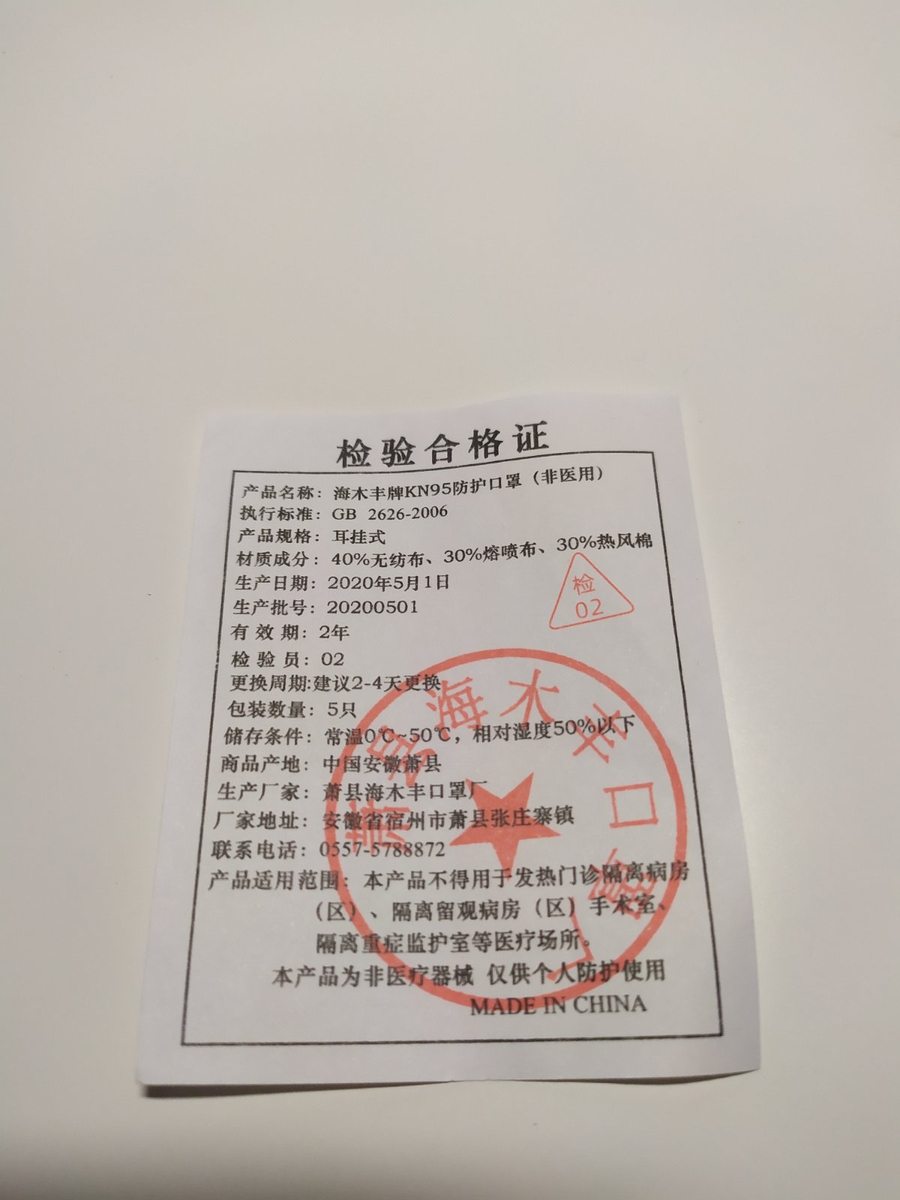 检验合格证
产品名称：海木丰牌KN95防护口罩（非医用）
执行标准：GB 2626-2006
产品规格：耳挂式
材质成分：40%无纺布、30%熔喷布、30%热风棉
生产日期：2020年5月1日
检
02
生产批号：20200501
有 效 期：2年
检 验 员：02
更换周期:建议2-4天更换
包装数量：5只
储存条件：常温0℃~50℃，相对湿度50%以下
商品产地：中国安徽萧县
生产厂家：萧县海木丰口罩厂
厂家地址：安徽省宿州市萧县张庄寨镇
联系电话：0557-5788872
产品适用范围：本产品不得用于发热门诊隔离病房
（区）、隔离留观病房（区）手术室、
隔离重症监护室等医疗场所。
本产品为非医疗器械 仅供个人防护使用
MADE IN CHINA
萧县海木丰口罩厂